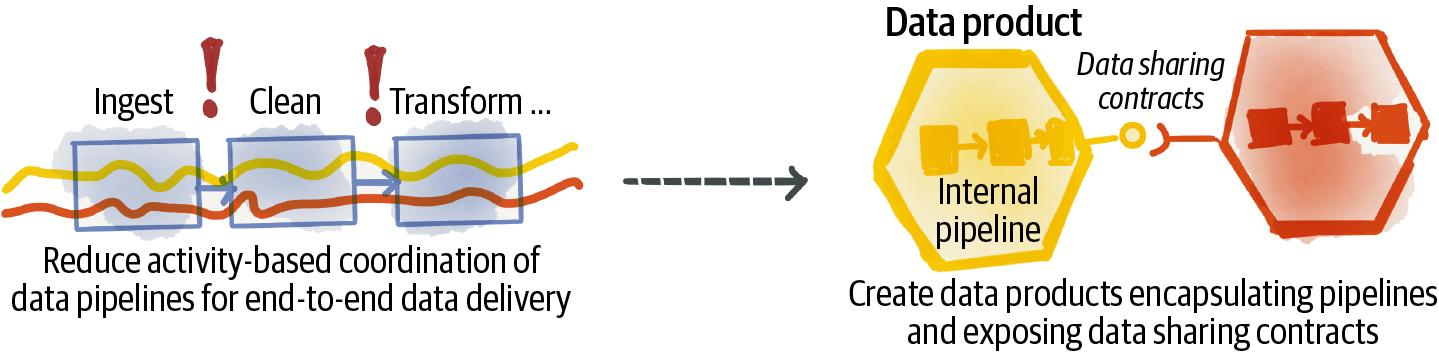 Ingest
!
Clean
!
Transform ...
Reduce activity-based coordination of
data pipelines for end-to-end data delivery
Data product
Data sharing
contracts
Internal
pipeline
Create data products encapsulating pipelines
and exposing data sharing contracts